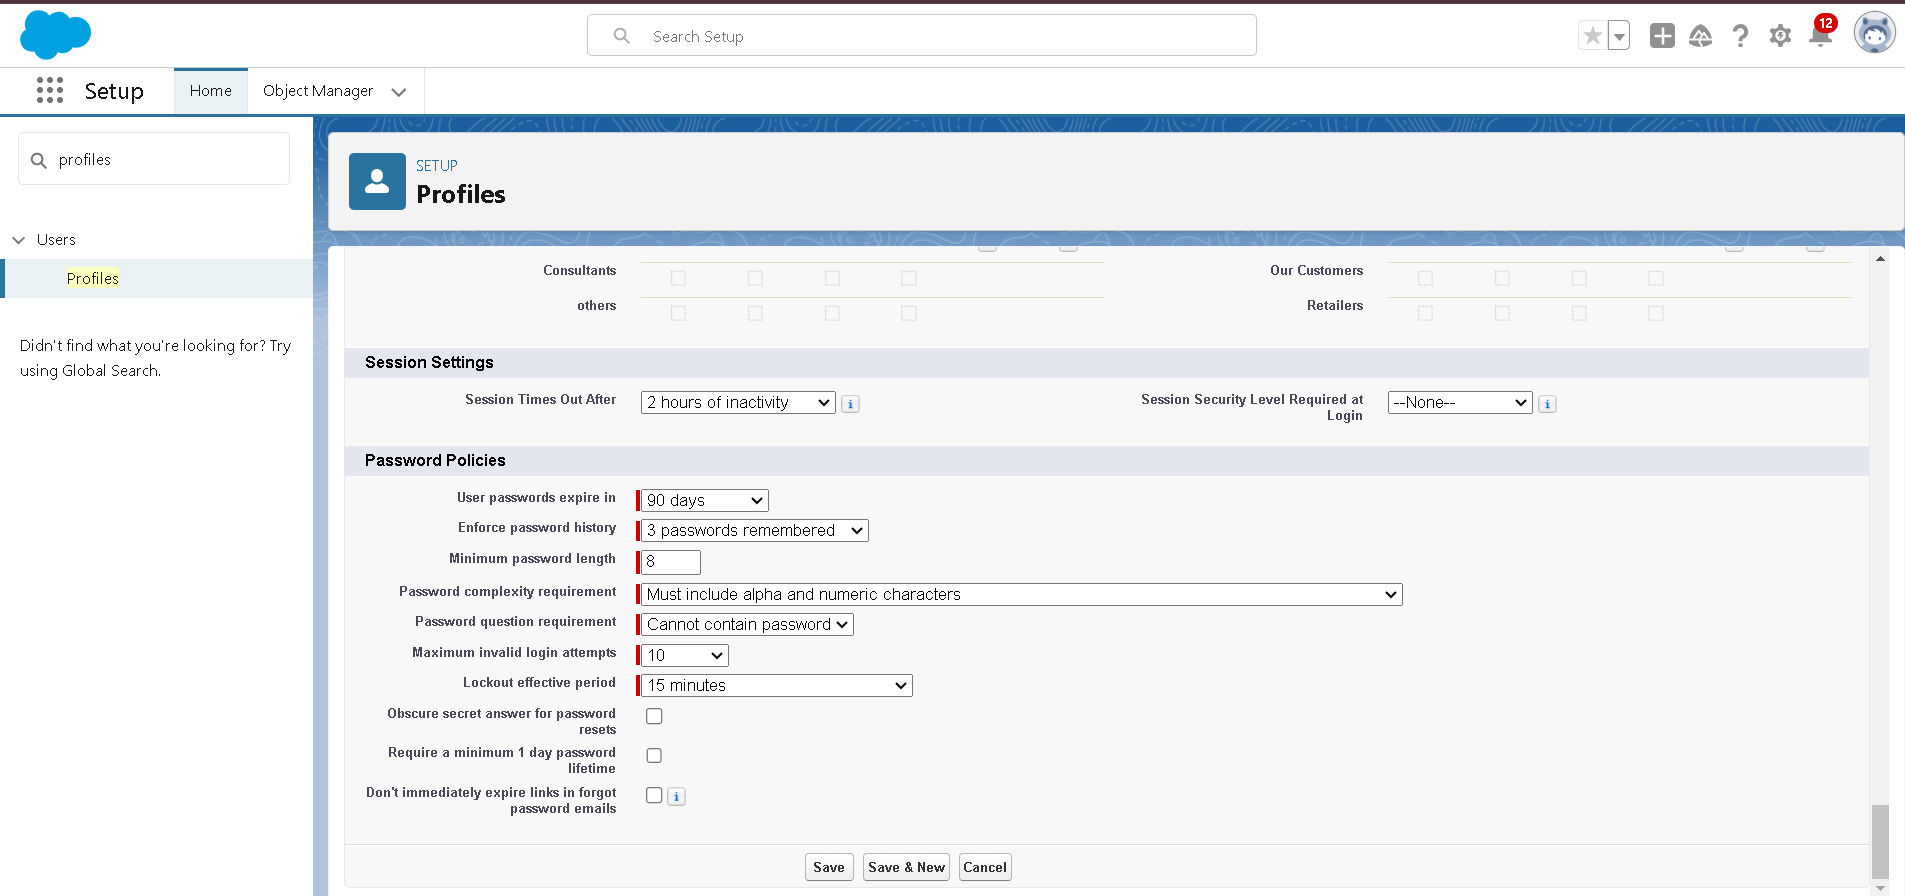 Search Setup
12
Setup
Home
Object Manager
profiles
Users
Profiles
Didn't find what you're looking for? Try
using Global Search.
SETUP
Profiles
Consultants
Our Customers
others
Retailers
Session Settings
Session Times Out After
2 hours of inactivity
i
Session Security Level Required at
Login
--None--
i
Password Policies
User passwords expire in
90 days
Enforce password history
3 passwords remembered
Minimum password length
8
Password complexity requirement
Must include alpha and numeric characters
Password question requirement
Cannot contain password
Maximum invalid login attempts
10
Lockout effective period
15 minutes
Obscure secret answer for password
resets
Require a minimum 1 day password
lifetime
Don't immediately expire links in forgot
password emails
i
Save
Save & New
Cancel